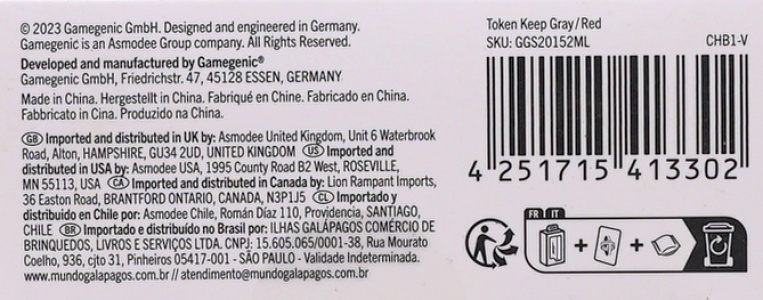 © 2023 Gamegenic GmbH. Designed and engineered in Germany.
Gamegenic is an Asmodee Group company. All Rights Reserved.
Developed and manufactured by Gamegenic®
Gamegenic GmbH, Friedrichstr. 47, 45128 ESSEN, GERMANY
Made in China. Hergestellt in China. Fabriqué en Chine. Fabricado en China.
Fabbricato in Cina. Produzido na China.
GB Imported and distributed in UK by: Asmodee United Kingdom, Unit 6 Waterbrook
Road, Alton, HAMPSHIRE, GU34 2UD, UNITED KINGDOM US Imported and
distributed in USA by: Asmodee USA, 1995 County Road B2 West, ROSEVILLE,
MN 55113, USA CA Imported and distributed in Canada by: Lion Rampant Imports,
36 Easton Road, BRANTFORD ONTARIO, CANADA, N3P1J5 CL Importado y
distribuido en Chile por: Asmodee Chile, Román Díaz 110, Providencia, SANTIAGO,
CHILE BR Importado e distribuído no Brasil por: ILHAS GALÁPAGOS COMÉRCIO DE
BRINQUEDOS, LIVROS E SERVIÇOS LTDA. CNPJ: 15.605.065/0001-38, Rua Mourato
Coelho, 936, cjto 31, Pinheiros 05417-001 - SÃO PAULO - Validade Indeterminada.
www.mundogalapagos.com.br // atendimento@mundogalapagos.com.br
Token Keep Gray/Red
SKU: GGS20152ML CHB1-V
4 251715 413302
FR IT
+ +